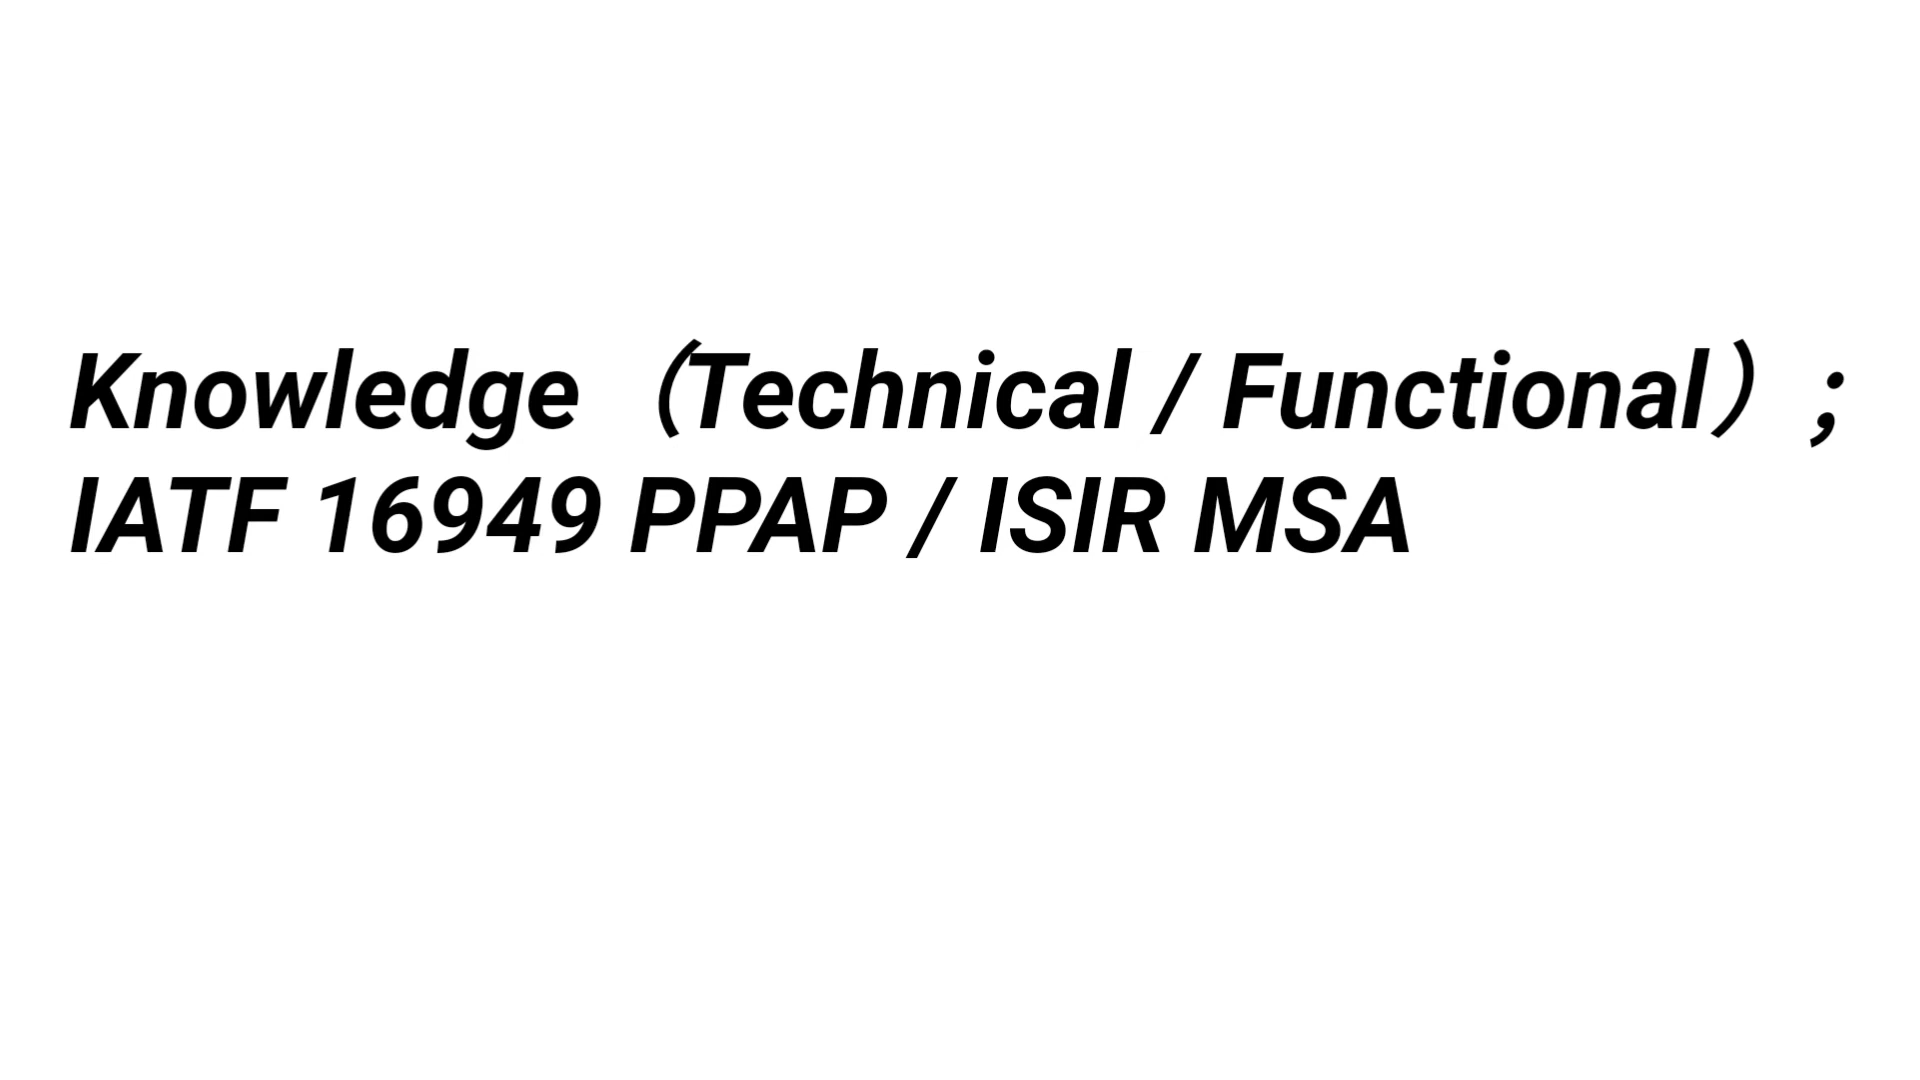 Knowledge（Technical / Functional）;
IATF 16949 PPAP / ISIR MSA